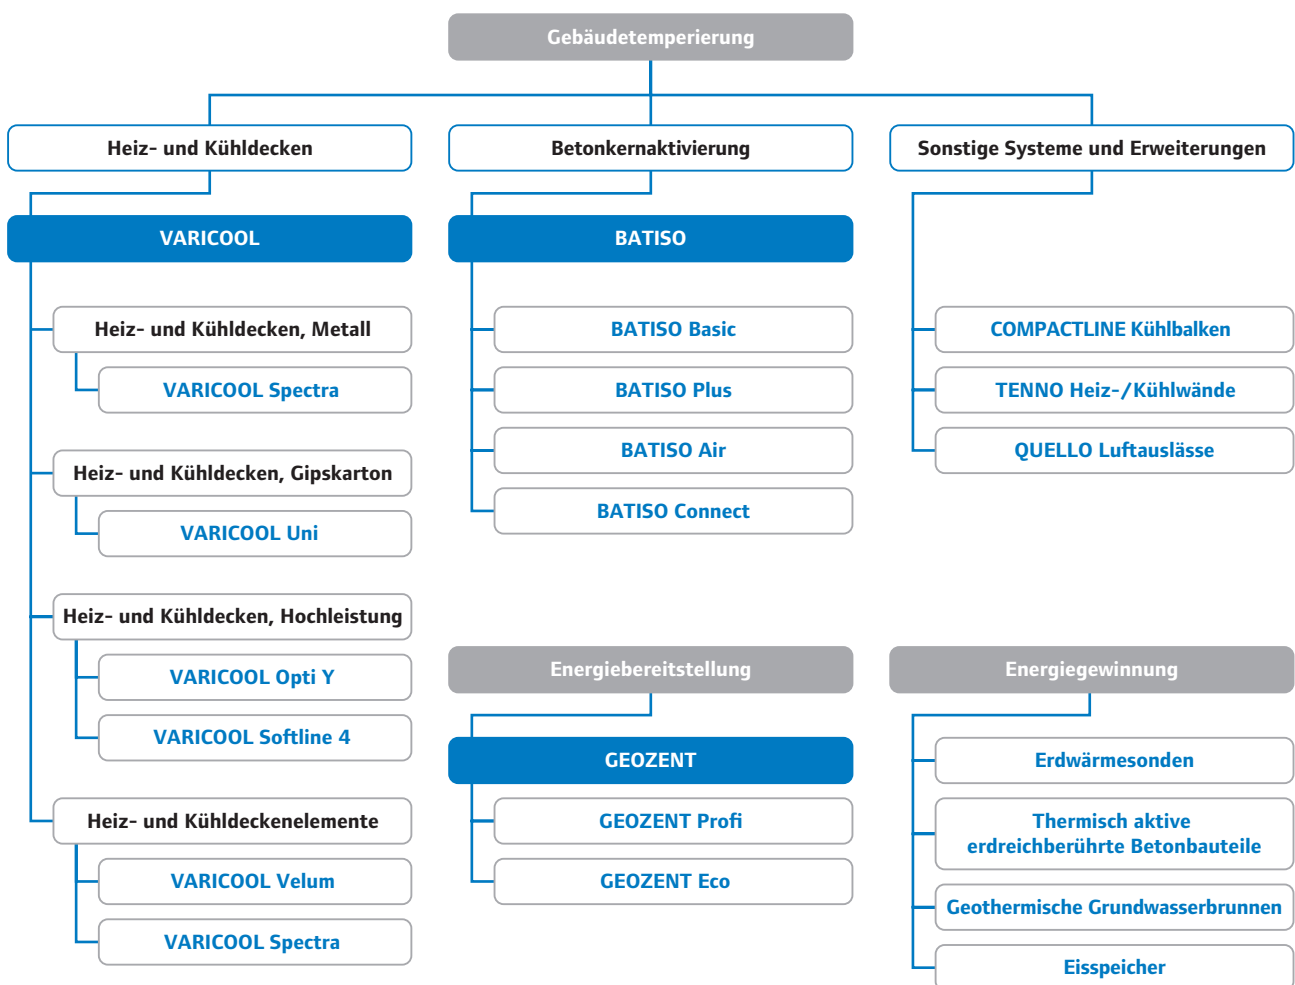 Gebäudetemperierung
Heiz- und Kühldecken
VARICOOL
Heiz- und Kühldecken, Metall
VARICOOL Spectra
Heiz- und Kühldecken, Gipskarton
VARICOOL Uni
Heiz- und Kühldecken, Hochleistung
VARICOOL Opti Y
VARICOOL Softline 4
Heiz- und Kühldeckenelemente
VARICOOL Velum
VARICOOL Spectra
Betonkernaktivierung
BATISO
BATISO Basic
BATISO Plus
BATISO Air
BATISO Connect
Sonstige Systeme und Erweiterungen
COMPACTLINE Kühlbalken
TENNO Heiz-/Kühlwände
QUELLO Luftauslässe
Energiebereitstellung
GEOZENT
GEOZENT Profi
GEOZENT Eco
Energiegewinnung
Erdwärmesonden
Thermisch aktive
erdreichberührte Betonbauteile
Geothermische Grundwasserbrunnen
Eisspeicher